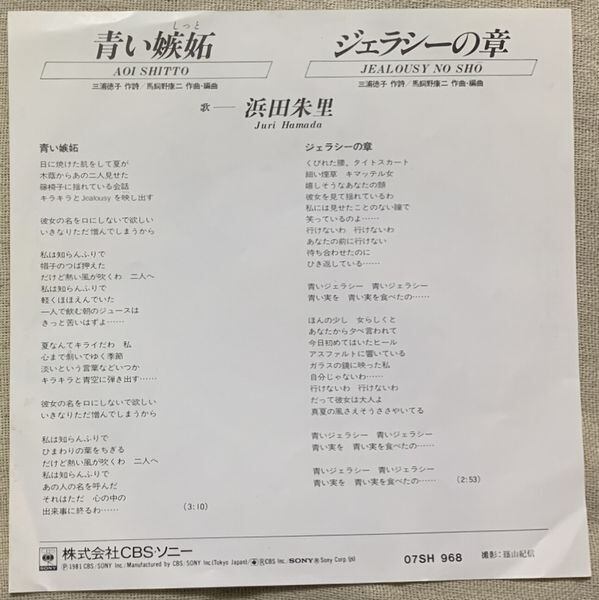 しっと
青い嫉妬
AOI SHITTO
三浦徳子 作詩/馬飼野康二 作曲・編曲
ジェラシーの章
JEALOUSY NO SHO
三浦徳子 作詩/馬飼野康二 作曲・編曲
歌——浜田朱里
Juri Hamada
青い嫉妬
日に焼けた肌をして夏が
木蔭からあの二人見せた
籐椅子に揺れている会話
キラキラとJealousy を映し出す
彼女の名を口にしないで欲しい
いきなりただ憎んでしまうから
私は知らんふりで
帽子のつば押えた
だけど熱い風が吹くわ 二人へ
私は知らんふりで
軽くほほえんでいた
一人で飲む朝のジュースは
きっと苦いはずよ……
夏なんてキライだわ 私
心まで剝いでゆく季節
淡いという言葉などいつか
キラキラと青空に弾き出す……
彼女の名を口にしないで欲しい
いきなりただ憎んでしまうから
私は知らんふりで
ひまわりの葉をちぎる
だけど熱い風が吹くわ 二人へ
私は知らんふりで
あの人の名を呼んだ
それはただ 心の中の
出来事に終るわ……
(3:10)
ジェラシーの章
くびれた腰、タイトスカート
細い煙草 キマッテル女
嬉しそうなあなたの顔
彼女を見て揺れているわ
私には見せたことのない瞳で
笑っているのよ……
行けないわ 行けないわ
あなたの前に行けない
待ち合わせたのに
ひき返している……
青いジェラシー 青いジェラシー
青い実を 青い実を食べたの……
ほんの少し 女らしくと
あなたから夕べ言われて
今日初めてはいたヒール
アスファルトに響いている
ガラスの鏡に映った私
自分じゃないわ……
行けないわ 行けないわ
だって彼女は大人よ
真夏の風さえそうささやいてる
青いジェラシー 青いジェラシー
青い実を 青い実を食べたの……
青いジェラシー 青いジェラシー
青い実を 青い実を食べたの……
(2:53)
CBS
SONY
株式会社CBS・ソニー
Ⓟ1981 CBS/SONY Inc./Manufactured by CBS/SONY Inc.(Tokyo Japan)/®CBS Inc. SONY®Sony Corp.
07SH 968
撮影：篠山紀信